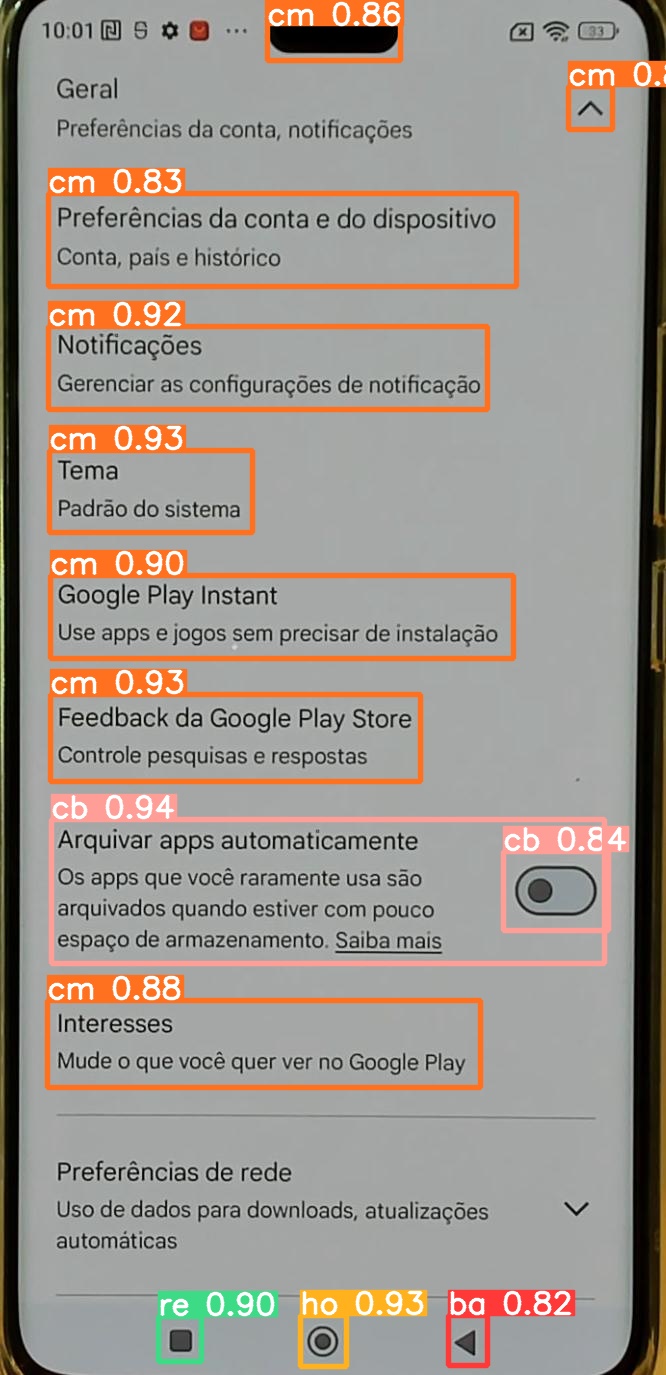 cm 0.86
10:01
33
cm 0.8
Geral
Preferências da conta, notificações
cm 0.83
Preferências da conta e do dispositivo
Conta, país e histórico
cm 0.92
Notificações
Gerenciar as configurações de notificação
cm 0.93
Tema
Padrão do sistema
cm 0.90
Google Play Instant
Use apps e jogos sem precisar de instalação
cm 0.93
Feedback da Google Play Store
Controle pesquisas e respostas
cb 0.94
Arquivar apps automaticamente
cb 0.84
Os apps que você raramente usa são
arquivados quando estiver com pouco
espaço de armazenamento. Saiba mais
cm 0.88
Interesses
Mude o que você quer ver no Google Play
Preferências de rede
Uso de dados para downloads, atualizações
automáticas
re 0.90
ho 0.93
ba 0.82